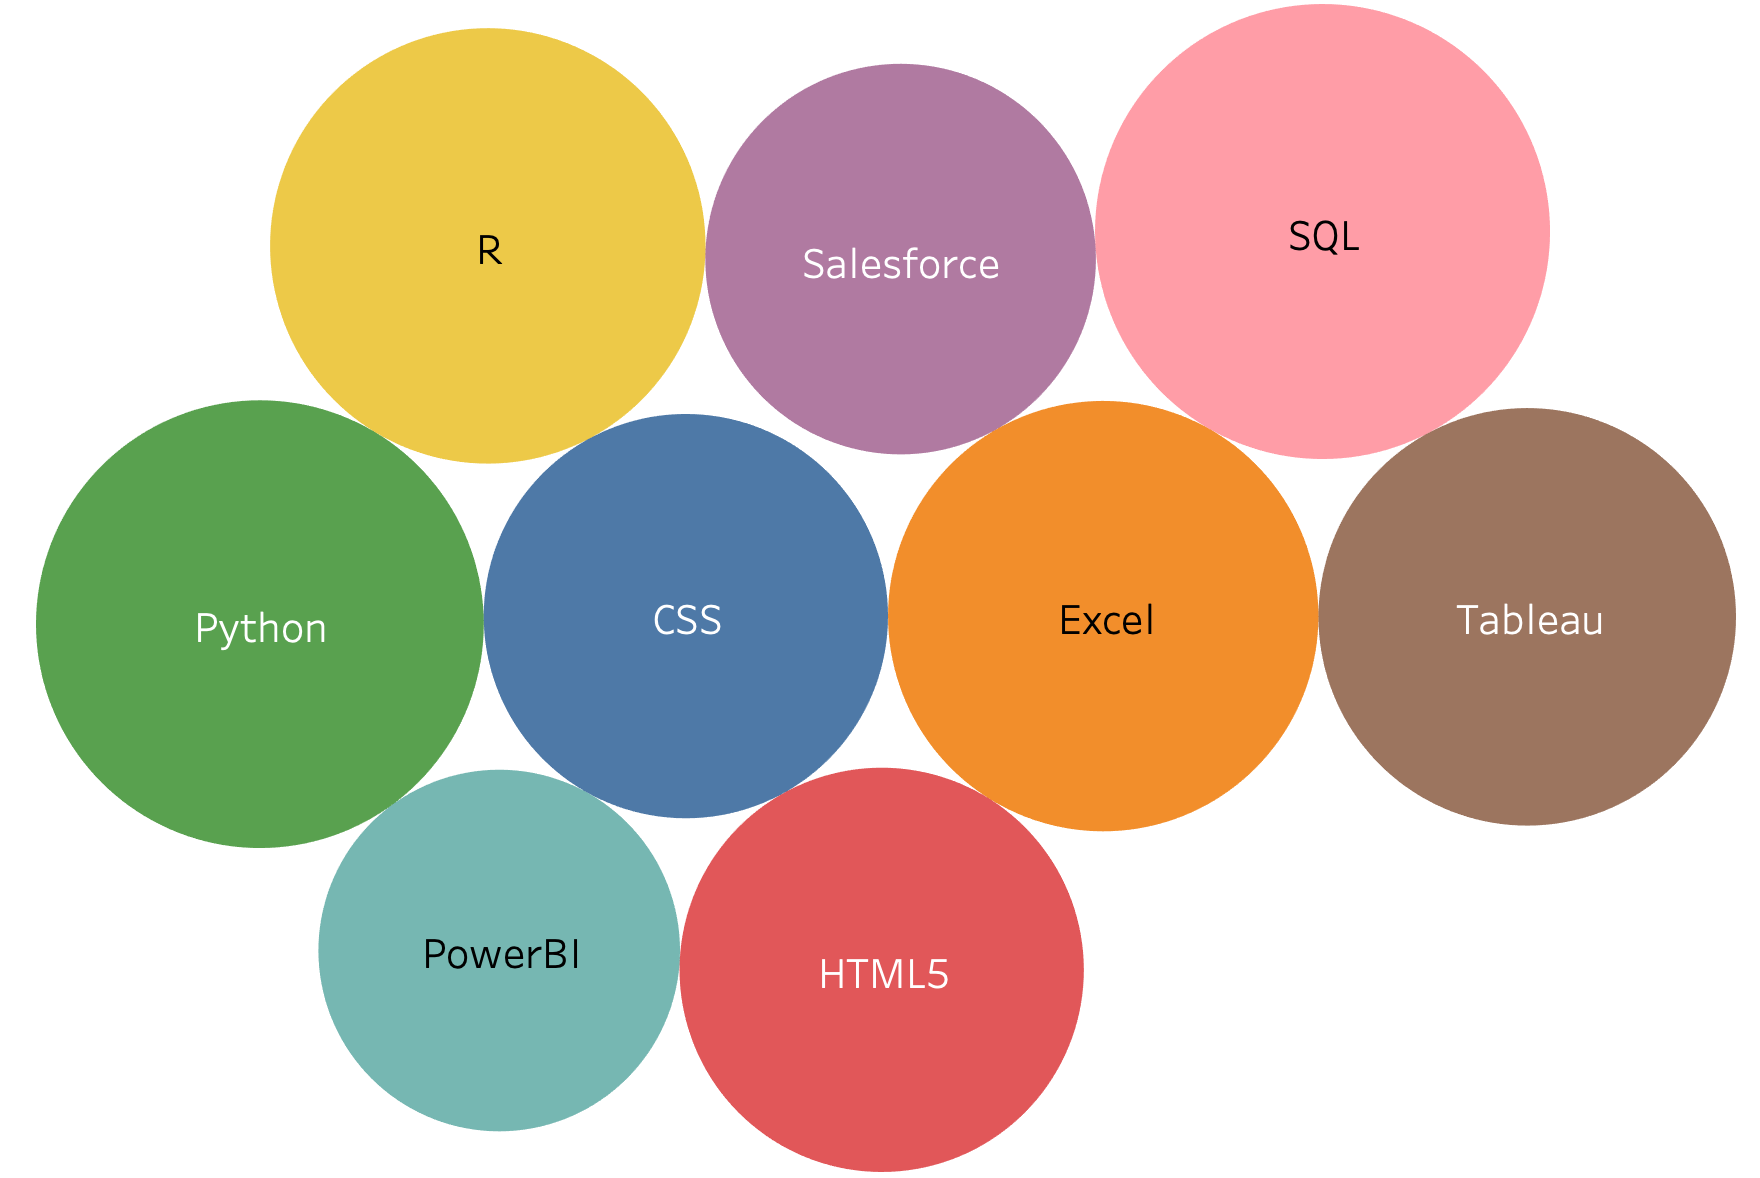 R
Salesforce
SQL
Python
CSS
Excel
Tableau
PowerBI
HTML5